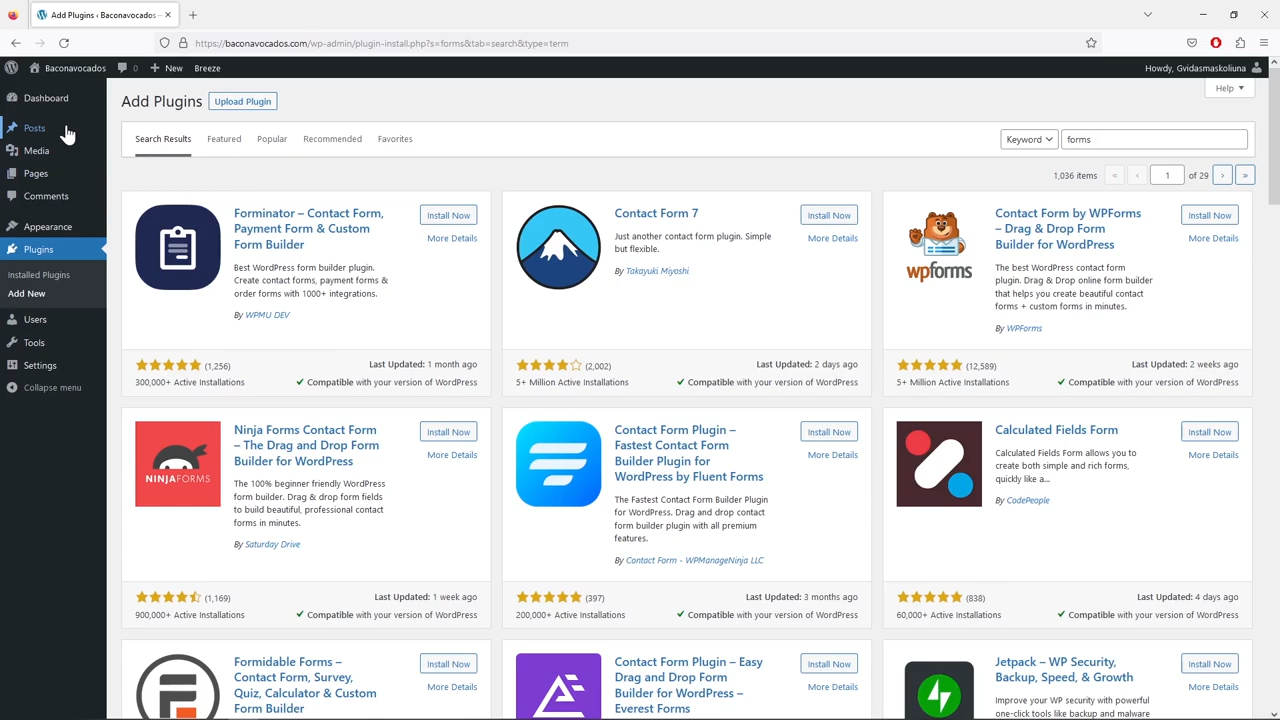 Add Plugins ‹ Baconavocados —
https://baconavocados.com/wp-admin/plugin-install.php?s=forms&tab=search&type=term
Baconavocados
0
New
Breeze
Howdy, Gvidasmaskoliuna
Dashboard
Posts
Media
Pages
Comments
Appearance
Plugins
Installed Plugins
Add New
Users
Tools
Settings
Collapse menu
Add Plugins
Upload Plugin
Help
Search Results
Featured
Popular
Recommended
Favorites
Keyword
forms
1,036 items
«
‹
1
of 29
›
»
Forminator – Contact Form,
Payment Form & Custom
Form Builder
Install Now
More Details
Best WordPress form builder plugin.
Create contact forms, payment forms &
order forms with 1000+ integrations.
By WPMU DEV
(1,256)
Last Updated: 1 month ago
300,000+ Active Installations
Compatible with your version of WordPress
Contact Form 7
Install Now
More Details
Just another contact form plugin. Simple
but flexible.
By Takayuki Miyoshi
(2,002)
Last Updated: 2 days ago
5+ Million Active Installations
Compatible with your version of WordPress
wpforms
Contact Form by WPForms
– Drag & Drop Form
Builder for WordPress
Install Now
More Details
The best WordPress contact form
plugin. Drag & Drop online form builder
that helps you create beautiful contact
forms + custom forms in minutes.
By WPForms
(12,589)
Last Updated: 2 weeks ago
5+ Million Active Installations
Compatible with your version of WordPress
NINJAFORMS
Ninja Forms Contact Form
– The Drag and Drop Form
Builder for WordPress
Install Now
More Details
The 100% beginner friendly WordPress
form builder. Drag & drop form fields
to build beautiful, professional contact
forms in minutes.
By Saturday Drive
(1,169)
Last Updated: 1 week ago
900,000+ Active Installations
Compatible with your version of WordPress
Contact Form Plugin –
Fastest Contact Form
Builder Plugin for
WordPress by Fluent Forms
Install Now
More Details
The Fastest Contact Form Builder Plugin
for WordPress. Drag and drop contact
form builder plugin with all premium
features.
By Contact Form - WPManageNinja LLC
(397)
Last Updated: 3 months ago
200,000+ Active Installations
Compatible with your version of WordPress
Calculated Fields Form
Install Now
More Details
Calculated Fields Form allows you to
create both simple and rich forms,
quickly like a...
By CodePeople
(838)
Last Updated: 4 days ago
60,000+ Active Installations
Compatible with your version of WordPress
Formidable Forms –
Contact Form, Survey,
Quiz, Calculator & Custom
Form Builder
Install Now
More Details
Contact Form Plugin – Easy
Drag and Drop Form
Builder for WordPress –
Everest Forms
Install Now
More Details
Jetpack – WP Security,
Backup, Speed, & Growth
Install Now
More Details
Improve your WP security with powerful
one-click tools like backup and malware